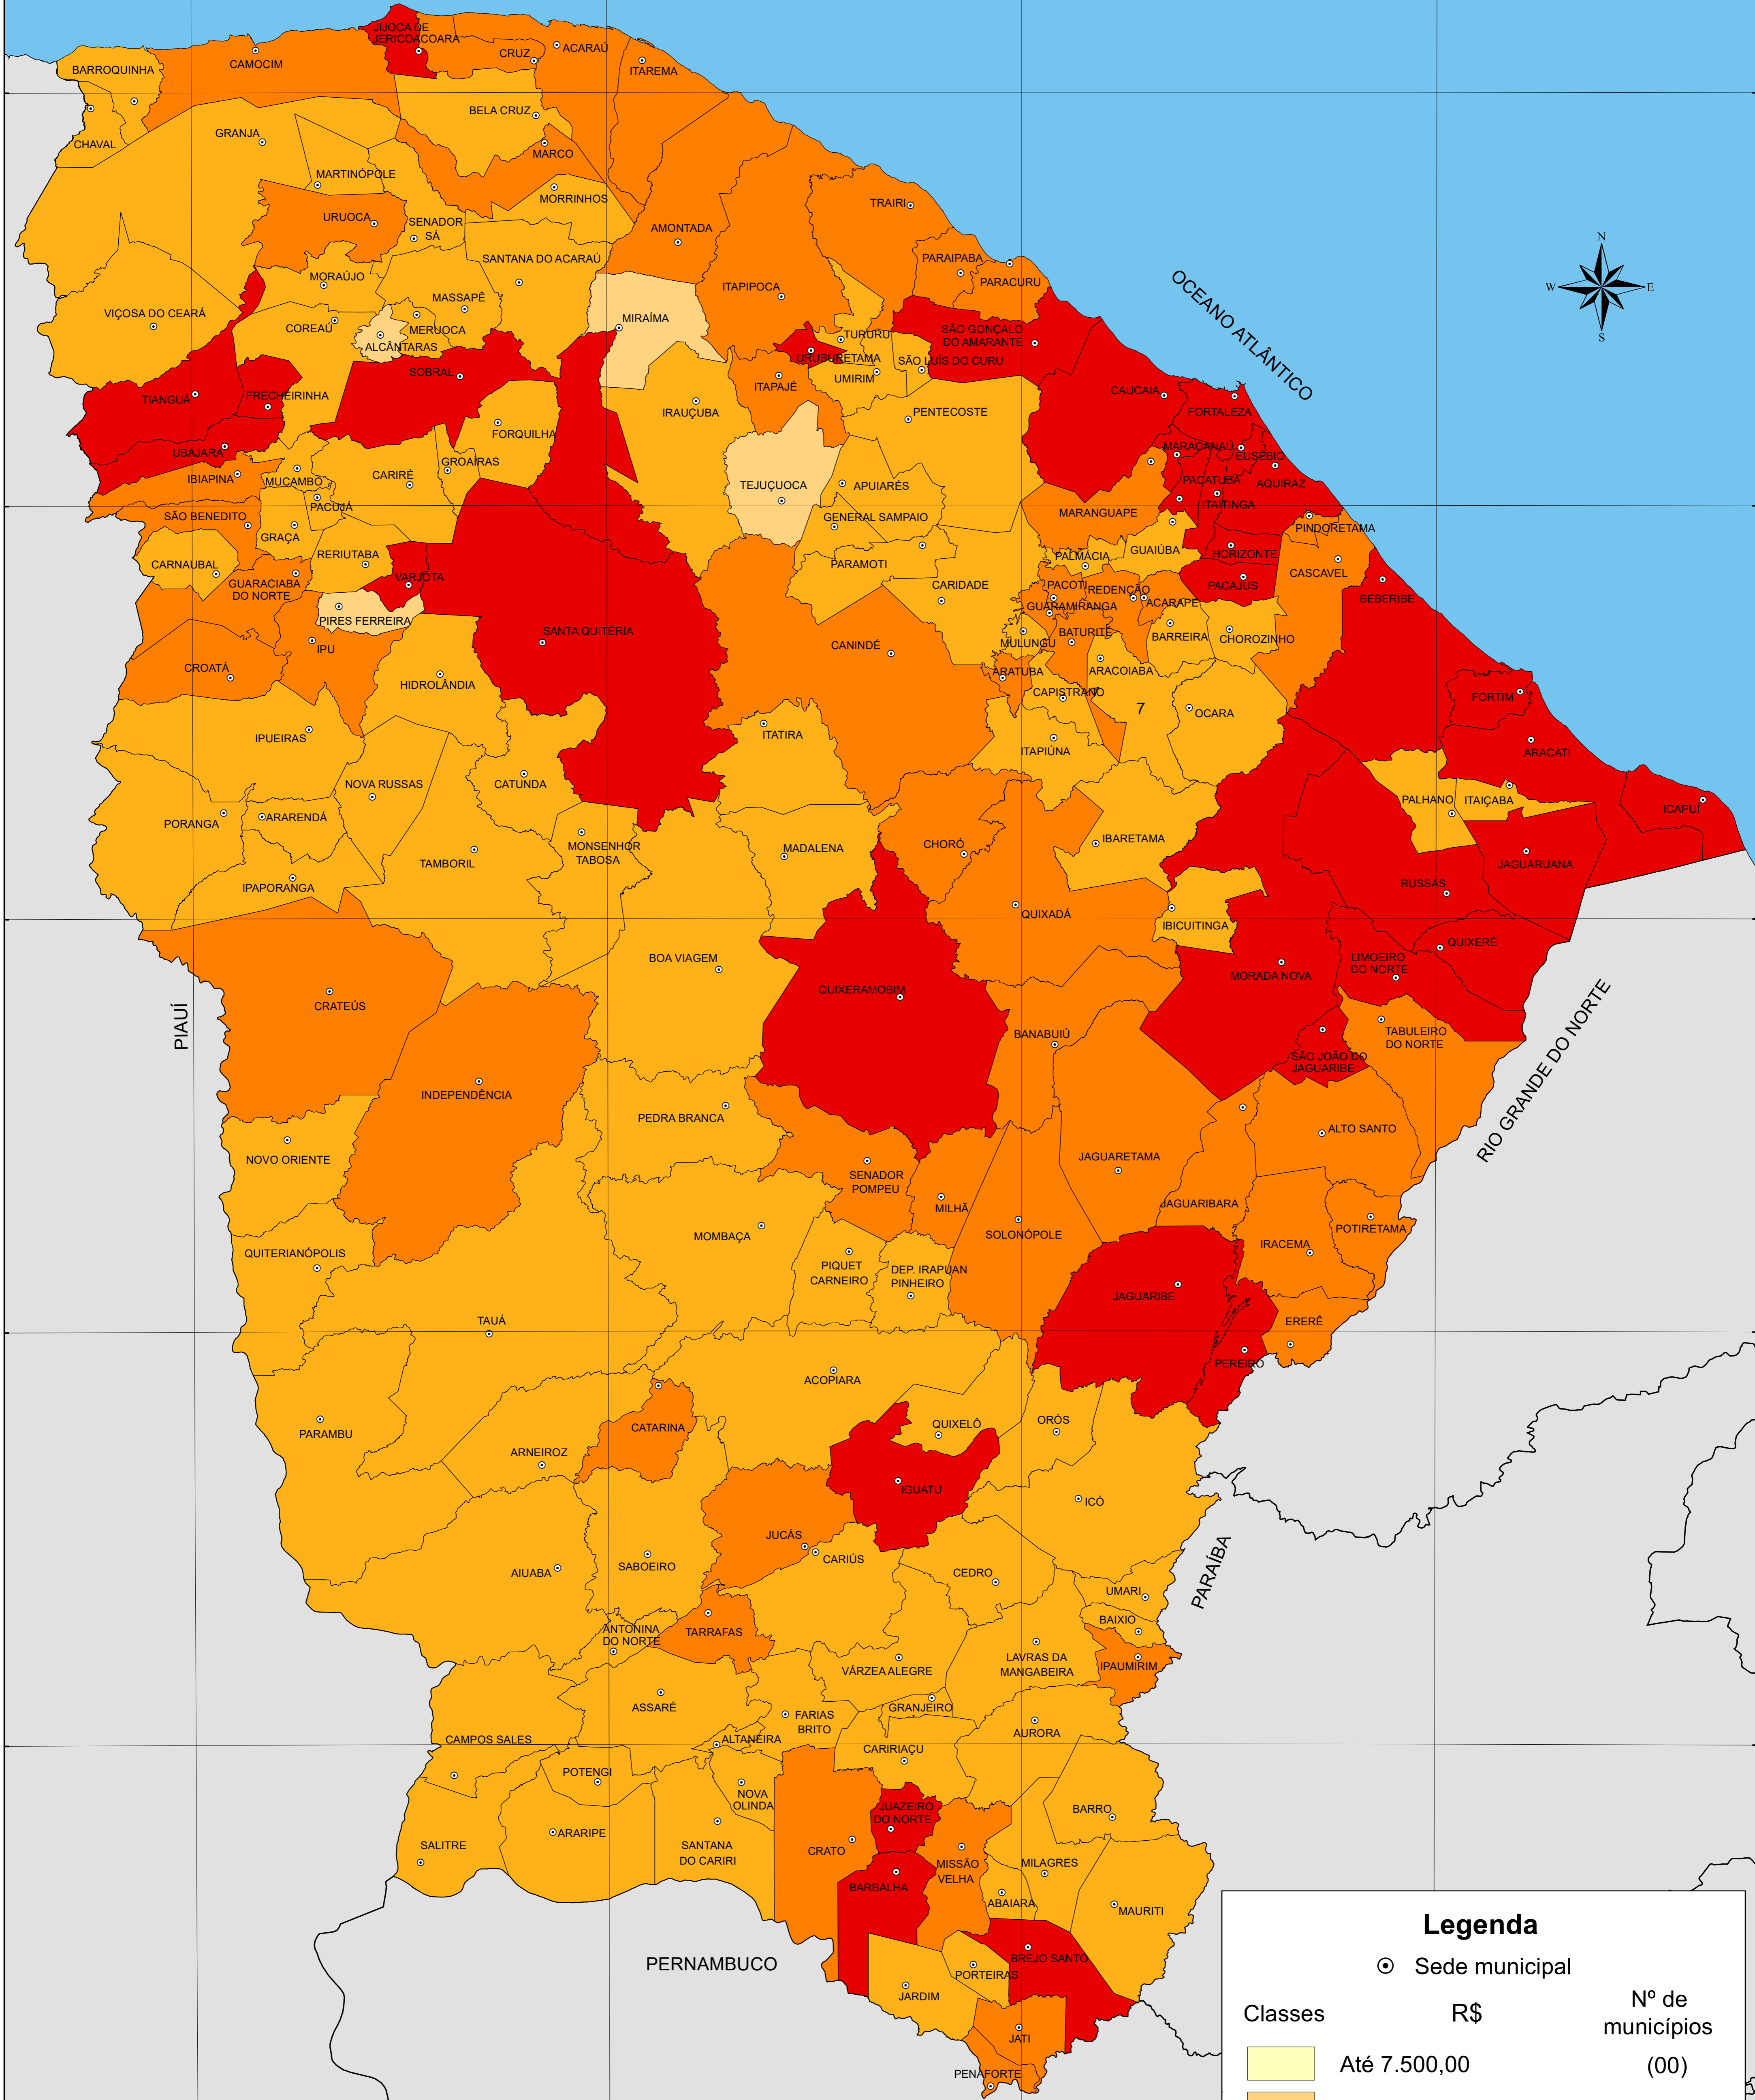 JIJOCA DE
JERICOACOARA
CRUZ
ACARAÚ
ITAREMA
BARROQUINHA
CAMOCIM
CHAVAL
GRANJA
BELA CRUZ
MARCO
MARTINÓPOLE
MORRINHOS
URUOCA
SENADOR
SÁ
TRAIRI
AMONTADA
N
W
E
S
SANTANA DO ACARAÚ
PARAIPABA
PARACURU
MORAÚJO
ITAPIPOCA
OCEANO ATLÂNTICO
VIÇOSA DO CEARÁ
MASSAPÊ
COREAÚ
MERUOCA
ALCÂNTARAS
MIRAÍMA
TURURU
SÃO GONÇALO
DO AMARANTE
URUBURETAMA
SÃO LUÍS DO CURU
SOBRAL
UMIRIM
ITAPAJÉ
TIANGUÁ
FRECHEIRINHA
CAUCAIA
IRAUÇUBA
PENTECOSTE
FORTALEZA
FORQUILHA
MARACANAÚ
EUSÉBIO
UBAJARA
GROAÍRAS
IBIAPINA
MUCAMBO
CARIRÉ
TEJUÇUOCA
APUIARÉS
PACATUBA
AQUIRAZ
ITAITINGA
PACUJÁ
SÃO BENEDITO
GENERAL SAMPAIO
MARANGUAPE
PINDORETAMA
GRAÇA
CARNAUBAL
RERIUTABA
VARJOTA
PARAMOTI
PALMÁCIA
GUAIÚBA
HORIZONTE
CASCAVEL
GUARACIABA
DO NORTE
CARIDADE
PACOTI
REDENÇÃO
PACAJUS
BEBERIBE
GUARAMIRANGA
ACARAPE
PIRES FERREIRA
SANTA QUITÉRIA
IPU
CANINDÉ
MULUNGU
BATURITÉ
BARREIRA
CHOROZINHO
CROATÁ
HIDROLÂNDIA
ARATUBA
ARACOIABA
CAPISTRANO
7
7
OCARA
FORTIM
IPUEIRAS
ITATIRA
ITAPIÚNA
ARACATI
NOVA RUSSAS
CATUNDA
PALHANO
ITAIÇABA
ICAPUÍ
PORANGA
ARARENDÁ
TAMBORIL
MONSENHOR
TABOSA
MADALENA
CHORÓ
IBARETAMA
JAGUARUANA
IPAPORANGA
RUSSAS
QUIXADÁ
IBICUITINGA
BOA VIAGEM
QUIXERÉ
LIMOEIRO
DO NORTE
MORADA NOVA
CRATEÚS
QUIXERAMOBIM
PIAUÍ
BANABUIÚ
TABULEIRO
DO NORTE
SÃO JOÃO DO
JAGUARIBE
RIO GRANDE DO NORTE
INDEPENDÊNCIA
PEDRA BRANCA
ALTO SANTO
NOVO ORIENTE
JAGUARETAMA
SENADOR
POMPEU
MILHÃ
JAGUARIBARA
POTIRETAMA
QUITERIANÓPOLIS
MOMBAÇA
SOLONÓPOLE
IRACEMA
PIQUET
CARNEIRO
DEP. IRAPUAN
PINHEIRO
JAGUARIBE
TAUÁ
ERERÊ
PEREIRO
ACOPIARA
PARAMBU
CATARINA
QUIXELÔ
ORÓS
ARNEIROZ
IGUATU
ICÓ
JUCÁS
CARIÚS
AIUABA
SABOEIRO
CEDRO
PARAÍBA
UMARI
BAIXIO
ANTONINA
DO NORTE
TARRAFAS
LAVRAS DA
MANGABEIRA
IPAUMIRIM
VÁRZEA ALEGRE
ASSARÉ
FARIAS
BRITO
GRANJEIRO
AURORA
CAMPOS SALES
ALTANEIRA
CARIRIAÇU
POTENGI
NOVA
OLINDA
JUAZEIRO
DO NORTE
BARRO
ARARIPE
SALITRE
SANTANA
DO CARIRI
CRATO
MISSÃO
VELHA
MILAGRES
BARBALHA
ABAIARA
MAURITI
PERNAMBUCO
BREJO SANTO
PORTEIRAS
JARDIM
JATI
PENAFORTE
Legenda
Sede municipal
Classes R$ Nº de
municípios
Até 7.500,00 (00)